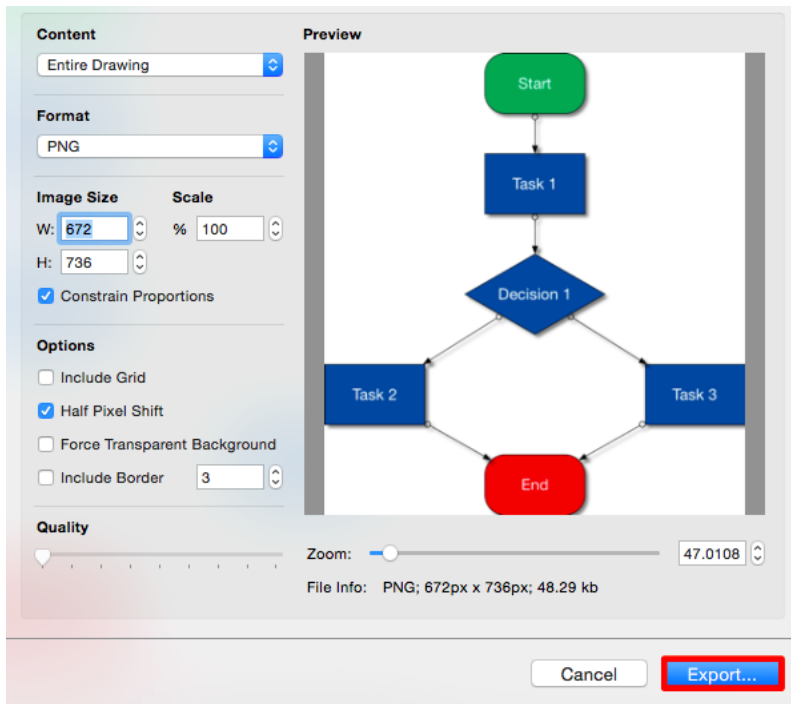 Content
Entire Drawing
Format
PNG
Image Size Scale
W: 672 % 100
H: 736
Constrain Proportions
Options
Include Grid
Half Pixel Shift
Force Transparent Background
Include Border 3
Quality
Preview
Start
Task 1
Decision 1
Task 2 Task 3
End
Zoom: 47.0108
File Info: PNG; 672px x 736px; 48.29 kb
Cancel Export...